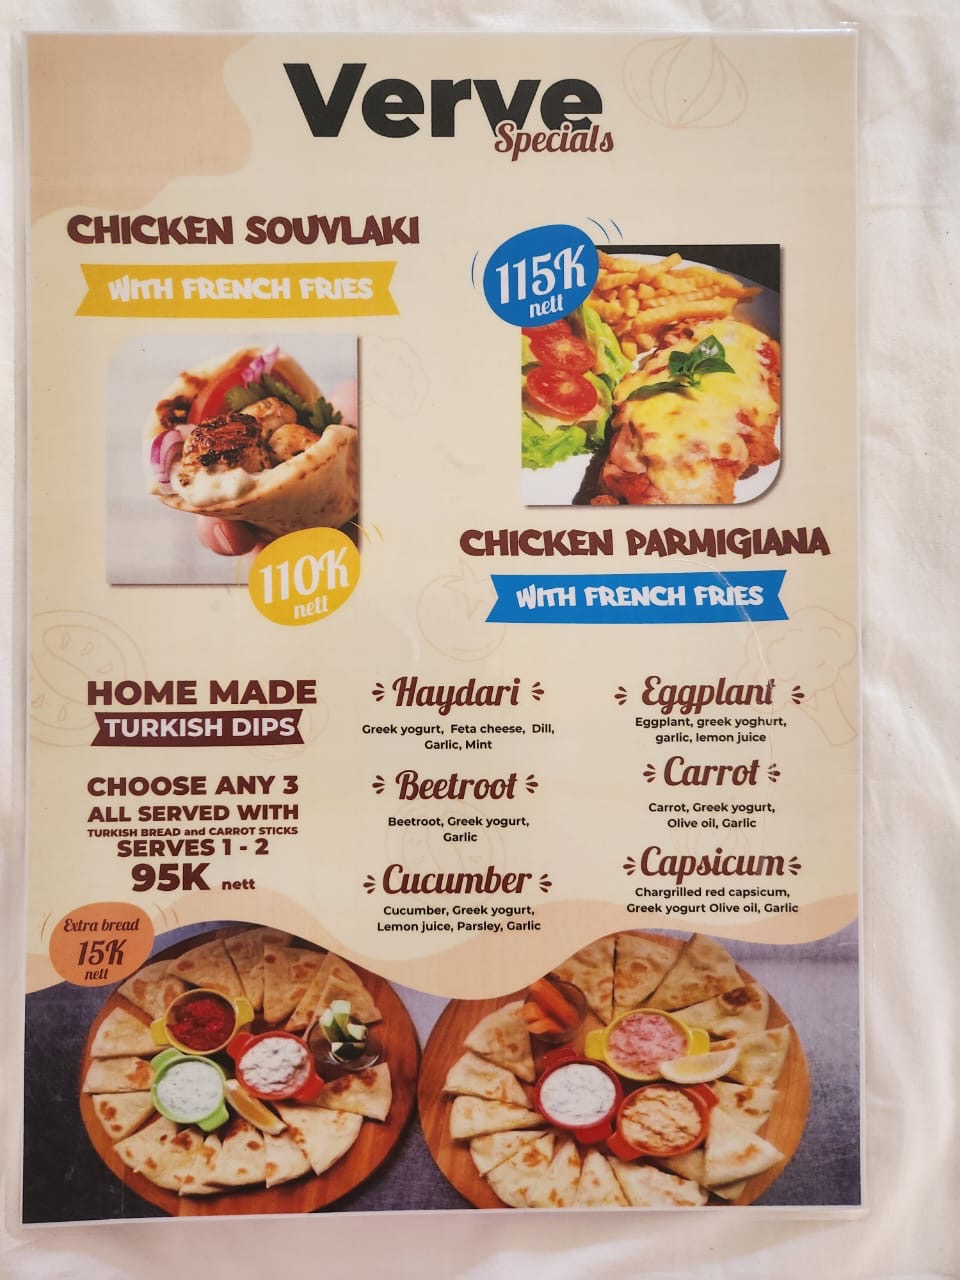 Verve
Specials
CHICKEN SOUVLAKI
WITH FRENCH FRIES
110K
nett
115K
nett
CHICKEN PARMIGIANA
WITH FRENCH FRIES
HOME MADE
TURKISH DIPS
CHOOSE ANY 3
ALL SERVED WITH
TURKISH BREAD and CARROT STICKS
SERVES 1 - 2
95K nett
Extra bread
15K
nett
Haydari
Greek yogurt, Feta cheese, Dill,
Garlic, Mint
Beetroot
Beetroot, Greek yogurt,
Garlic
Cucumber
Cucumber, Greek yogurt,
Lemon juice, Parsley, Garlic
Eggplant
Eggplant, greek yoghurt,
garlic, lemon juice
Carrot
Carrot, Greek yogurt,
Olive oil, Garlic
Capsicum
Chargrilled red capsicum,
Greek yogurt Olive oil, Garlic